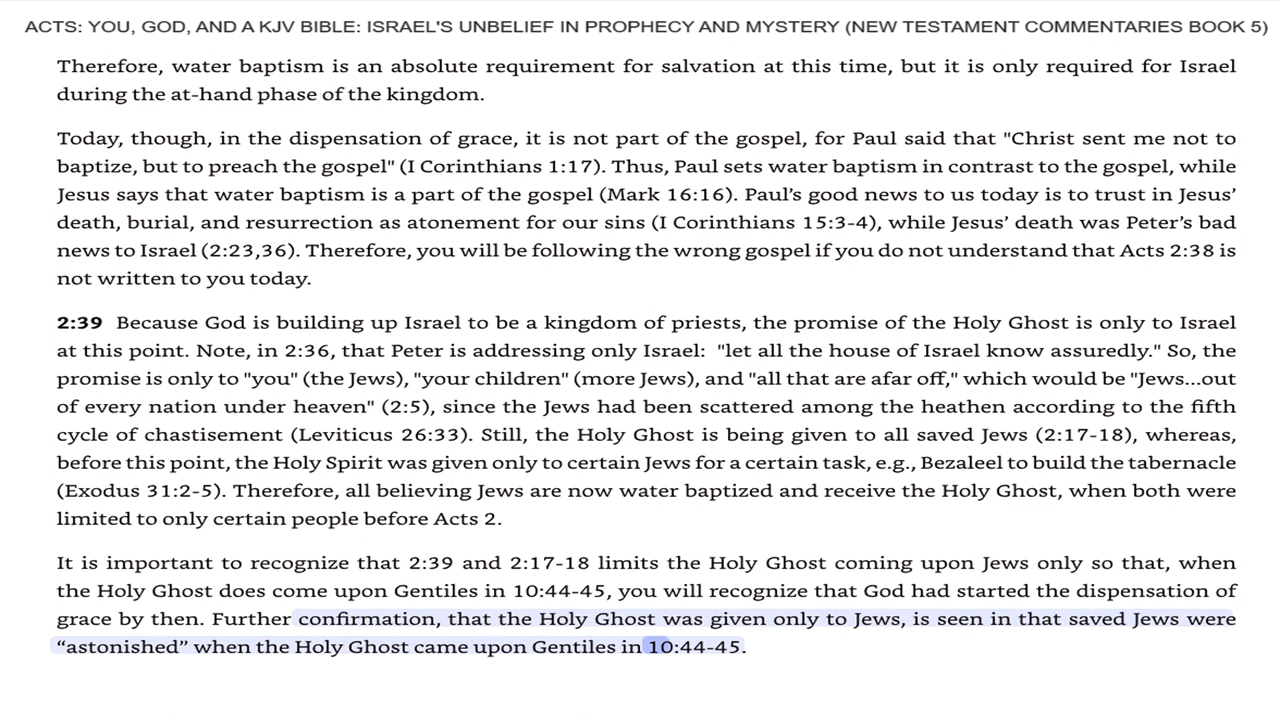 ACTS: YOU, GOD, AND A KJV BIBLE: ISRAEL'S UNBELIEF IN PROPHECY AND MYSTERY (NEW TESTAMENT COMMENTARIES BOOK 5)
Therefore, water baptism is an absolute requirement for salvation at this time, but it is only required for Israel
during the at-hand phase of the kingdom.
Today, though, in the dispensation of grace, it is not part of the gospel, for Paul said that "Christ sent me not to
baptize, but to preach the gospel" (I Corinthians 1:17). Thus, Paul sets water baptism in contrast to the gospel, while
Jesus says that water baptism is a part of the gospel (Mark 16:16). Paul’s good news to us today is to trust in Jesus’
death, burial, and resurrection as atonement for our sins (I Corinthians 15:3-4), while Jesus’ death was Peter’s bad
news to Israel (2:23,36). Therefore, you will be following the wrong gospel if you do not understand that Acts 2:38 is
not written to you today.
2:39 Because God is building up Israel to be a kingdom of priests, the promise of the Holy Ghost is only to Israel
at this point. Note, in 2:36, that Peter is addressing only Israel: "let all the house of Israel know assuredly." So, the
promise is only to "you" (the Jews), "your children" (more Jews), and "all that are afar off," which would be "Jews...out
of every nation under heaven" (2:5), since the Jews had been scattered among the heathen according to the fifth
cycle of chastisement (Leviticus 26:33). Still, the Holy Ghost is being given to all saved Jews (2:17-18), whereas,
before this point, the Holy Spirit was given only to certain Jews for a certain task, e.g., Bezaleel to build the tabernacle
(Exodus 31:2-5). Therefore, all believing Jews are now water baptized and receive the Holy Ghost, when both were
limited to only certain people before Acts 2.
It is important to recognize that 2:39 and 2:17-18 limits the Holy Ghost coming upon Jews only so that, when
the Holy Ghost does come upon Gentiles in 10:44-45, you will recognize that God had started the dispensation of
grace by then. Further confirmation, that the Holy Ghost was given only to Jews, is seen in that saved Jews were
“astonished” when the Holy Ghost came upon Gentiles in 10:44-45.